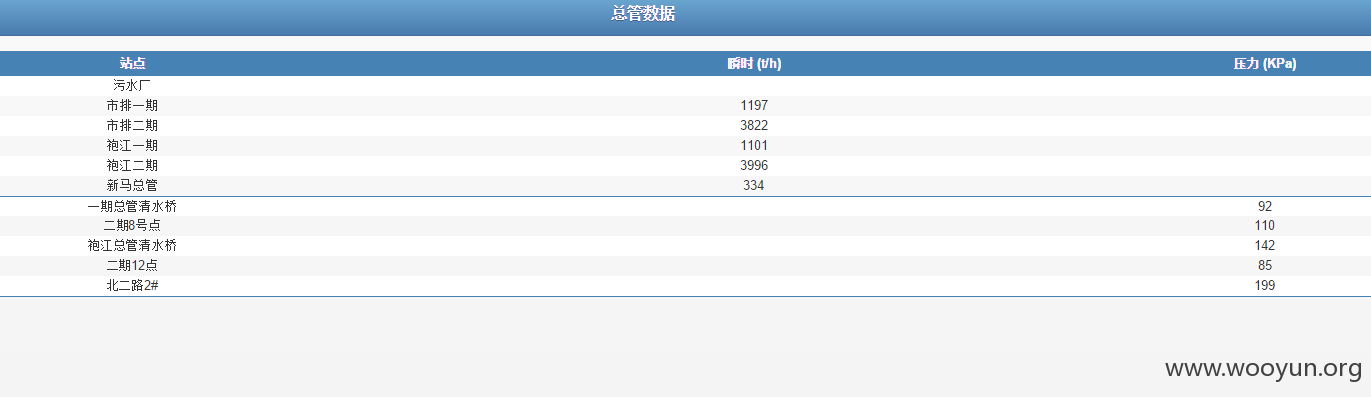 总管数据
站点 瞬时 (t/h) 压力 (KPa)
污水厂
市排一期 1197
市排二期 3822
袍江一期 1101
袍江二期 3996
新马总管 334
一期总管清水桥 92
二期8号点 110
袍江总管清水桥 142
二期12点 85
北二路2# 199
www.wooyun.org